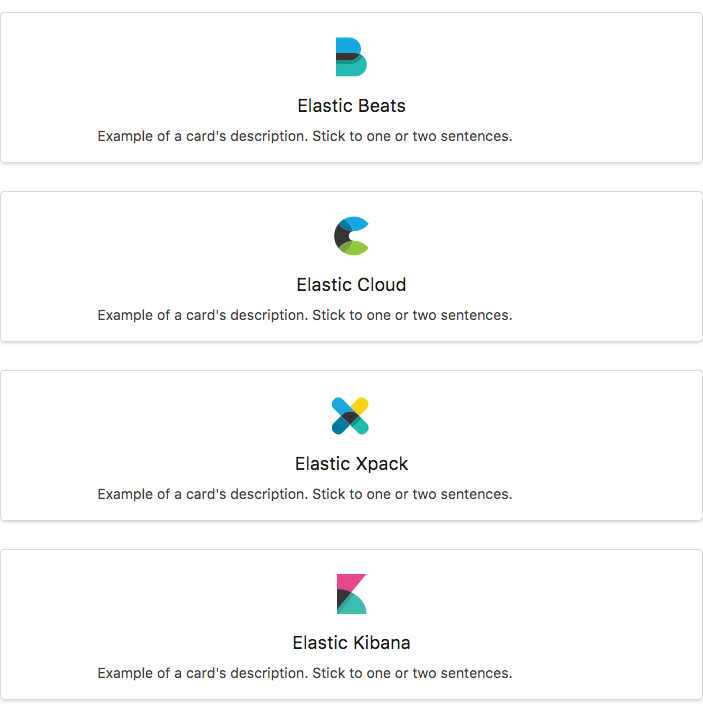 Elastic Beats
Example of a card's description. Stick to one or two sentences.
Elastic Cloud
Example of a card's description. Stick to one or two sentences.
Elastic Xpack
Example of a card's description. Stick to one or two sentences.
Elastic Kibana
Example of a card's description. Stick to one or two sentences.